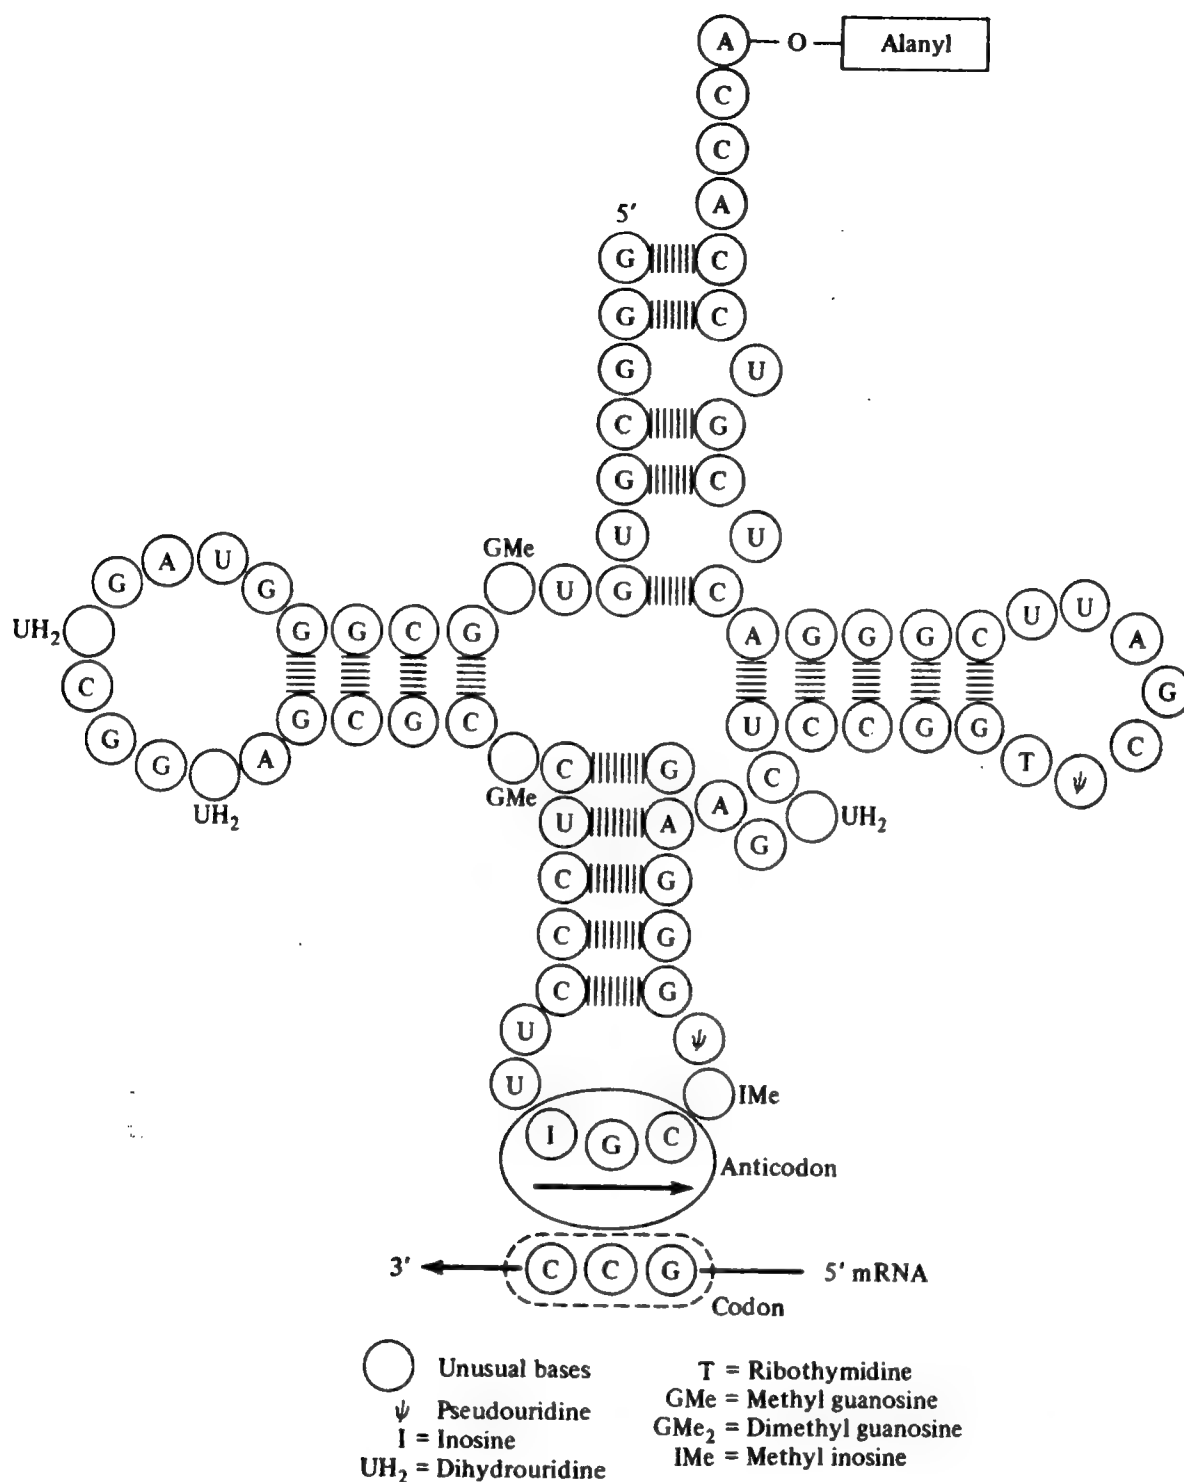 A O Alanyl
C
C
A
5′
G C
G C
G U
C G
G C
U U
GMe
U G C
G A U G
UH₂
G G C G
A G G G C U U A
C
G
G G UH₂ A
G C G C
GMe
U C C G G T ψ C G
C G
U A
A G UH₂ C
C G
C G
C G
U ψ
U IMe
I G C
Anticodon
3′ C C G 5′ mRNA
Codon
Unusual bases
ψ Pseudouridine
I = Inosine
UH₂ = Dihydrouridine
T = Ribothymidine
GMe = Methyl guanosine
GMe₂ = Dimethyl guanosine
IMe = Methyl inosine